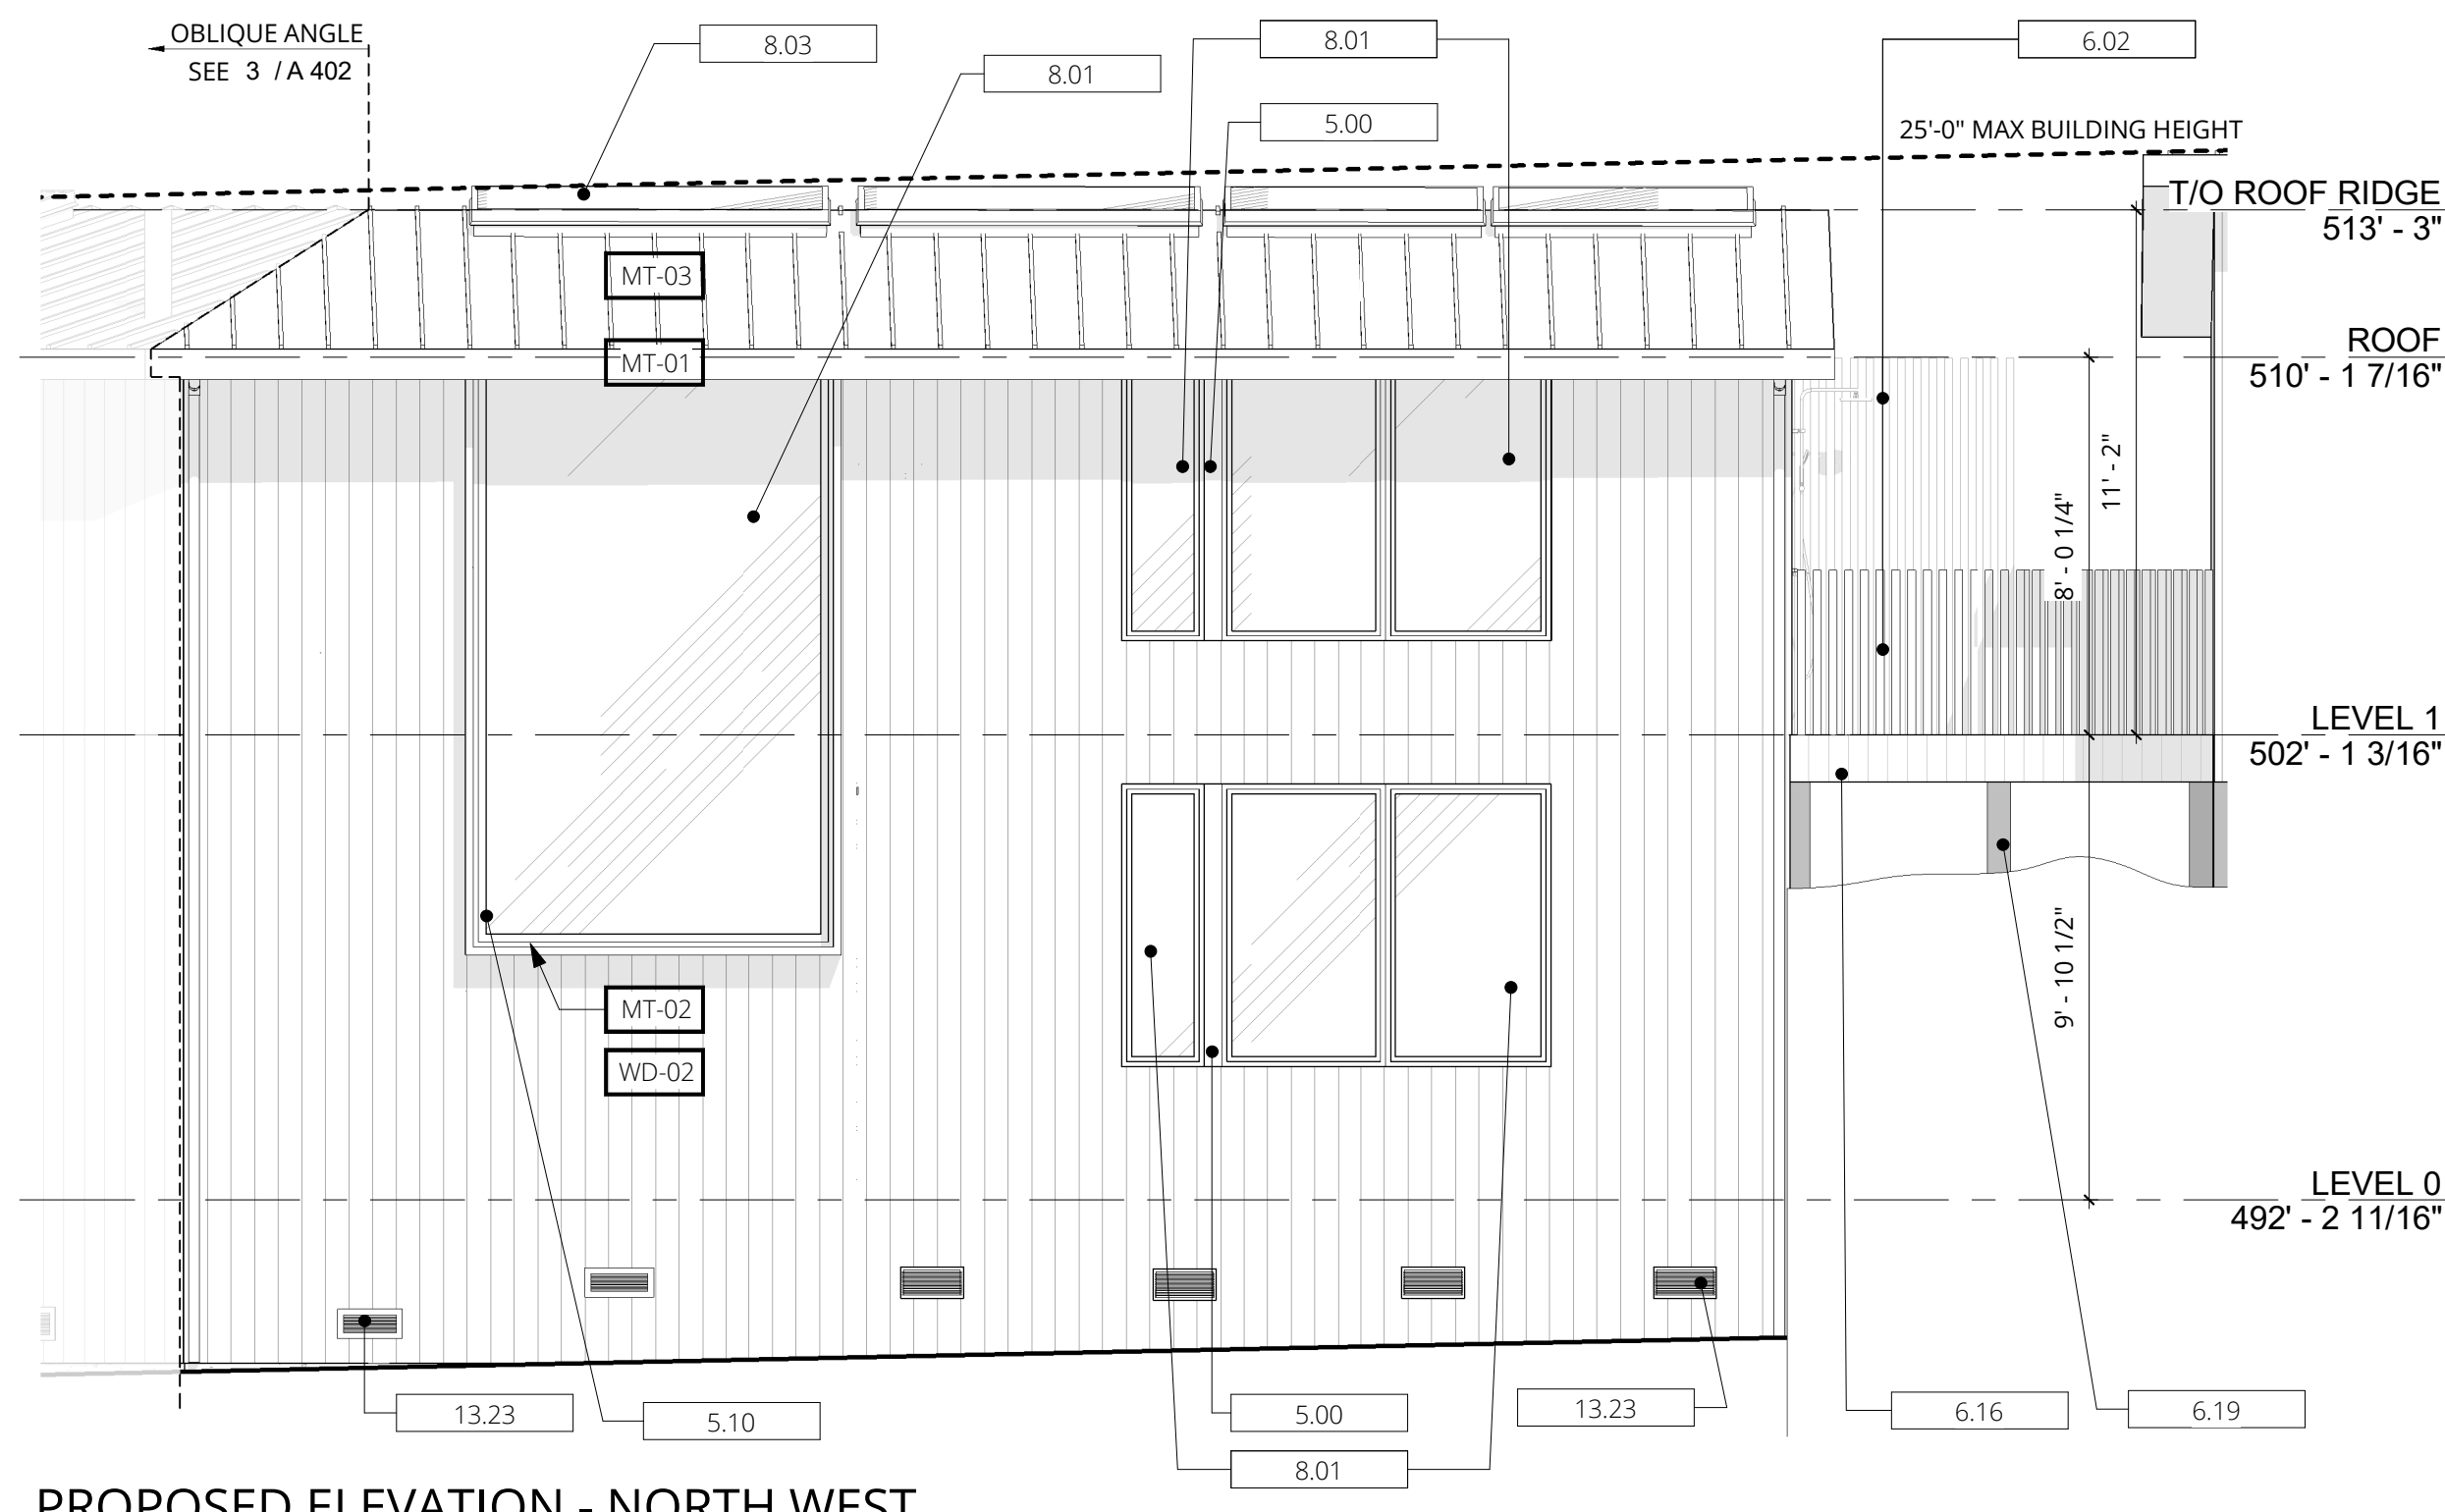 OBLIQUE ANGLE
SEE 3 / A 402
8.03
8.01
8.01
5.00
6.02
25'-0" MAX BUILDING HEIGHT
T/O ROOF RIDGE
513' - 3"
MT-03
MT-01
ROOF
510' - 1 7/16"
11' - 2"
8' - 0 1/4"
LEVEL 1
502' - 1 3/16"
9' - 10 1/2"
MT-02
WD-02
LEVEL 0
492' - 2 11/16"
13.23
5.10
5.00
8.01
13.23
6.16
6.19
PROPOSED ELEVATION - NORTH WEST